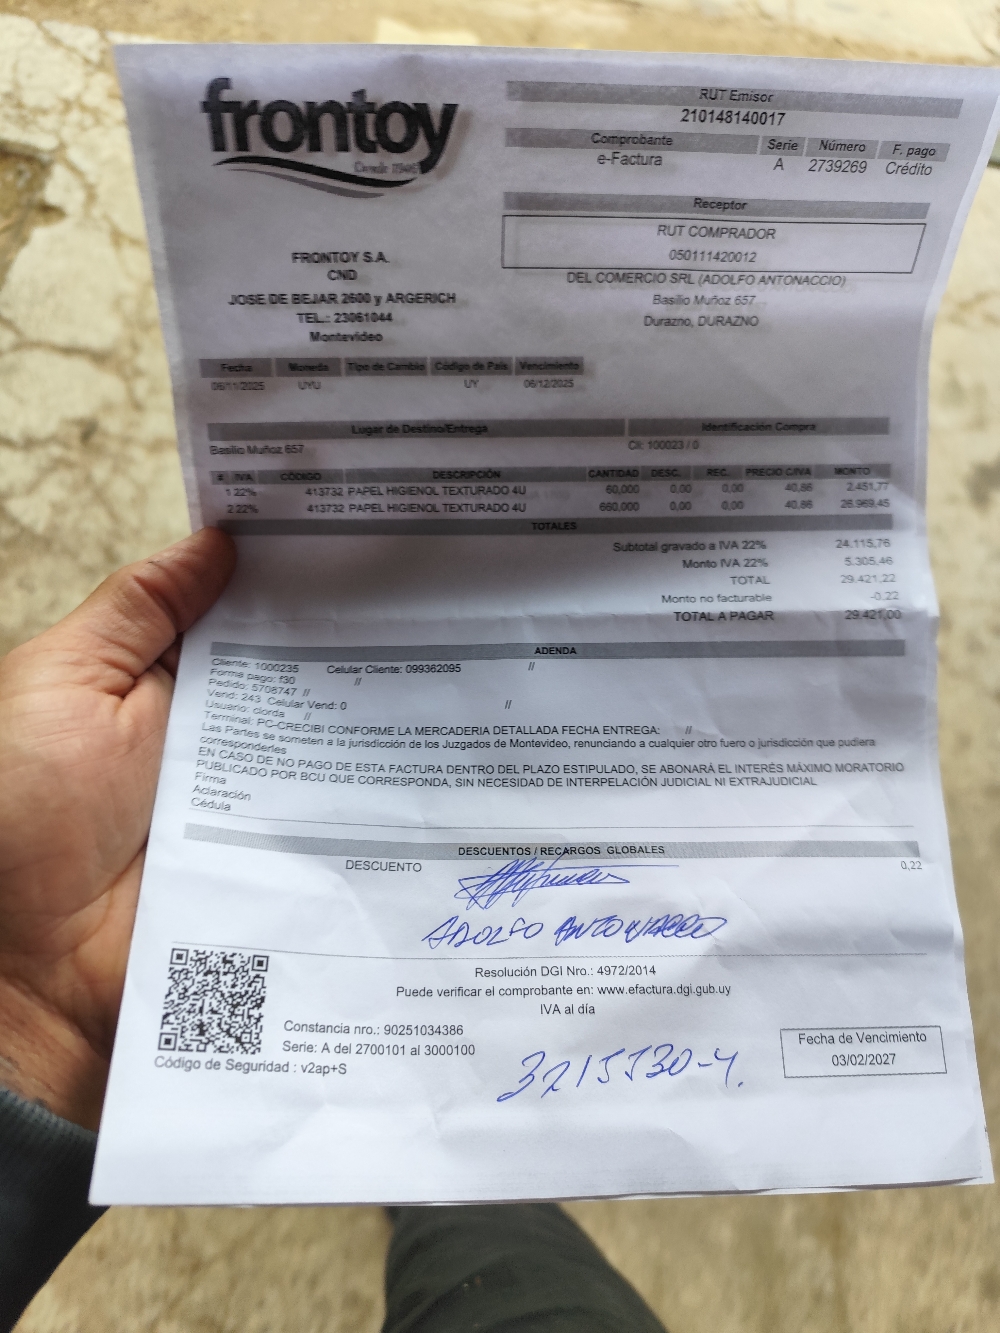 frontoy
Desde 1946
RUT Emisor
210148140017
Comprobante Serie Número F. pago
e-Factura A 2739269 Crédito
Receptor
RUT COMPRADOR
050111420012
DEL COMERCIO SRL (ADOLFO ANTONACCIO)
Basilio Muñoz 657
Durazno, DURAZNO
FRONTOY S.A.
CND
JOSE DE BEJAR 2600 y ARGERICH
TEL.: 23061044
Montevideo
Fecha Moneda Tipo de Cambio Código de País Vencimiento
06/11/2025 UYU UY 06/12/2025
Lugar de Destino/Entrega Identificación Compra
Basilio Muñoz 657 Cli: 100023 / 0
# IVA CÓDIGO DESCRIPCIÓN CANTIDAD DESC. REC. PRECIO C/IVA MONTO
1 22% 413732 PAPEL HIGIENOL TEXTURADO 4U 60,000 0,00 0,00 40,86 2.451,77
2 22% 413732 PAPEL HIGIENOL TEXTURADO 4U 660,000 0,00 0,00 40,86 26.969,45
TOTALES
Subtotal gravado a IVA 22% 24.115,76
Monto IVA 22% 5.305,46
TOTAL 29.421,22
Monto no facturable -0,22
TOTAL A PAGAR 29.421,00
ADENDA
Cliente: 1000235 Celular Cliente: 099362095 //
Forma pago: f30 //
Pedido: 5708747 //
Vend: 243 Celular Vend: 0 //
Usuario: clorda //
Terminal: PC-CRECIBI CONFORME LA MERCADERIA DETALLADA FECHA ENTREGA: //
Las Partes se someten a la jurisdicción de los Juzgados de Montevideo, renunciando a cualquier otro fuero o jurisdicción que pudiera
corresponderles
EN CASO DE NO PAGO DE ESTA FACTURA DENTRO DEL PLAZO ESTIPULADO, SE ABONARÁ EL INTERÉS MÁXIMO MORATORIO
PUBLICADO POR BCU QUE CORRESPONDA, SIN NECESIDAD DE INTERPELACIÓN JUDICIAL NI EXTRAJUDICIAL
Firma
Aclaración
Cédula
DESCUENTOS / RECARGOS GLOBALES
DESCUENTO 0,22
ADOLFO ANTONACCIO
Resolución DGI Nro.: 4972/2014
Puede verificar el comprobante en: www.efactura.dgi.gub.uy
IVA al día
Constancia nro.: 90251034386
Serie: A del 2700101 al 3000100
Código de Seguridad : v2ap+S
Fecha de Vencimiento
03/02/2027
3215530-4.